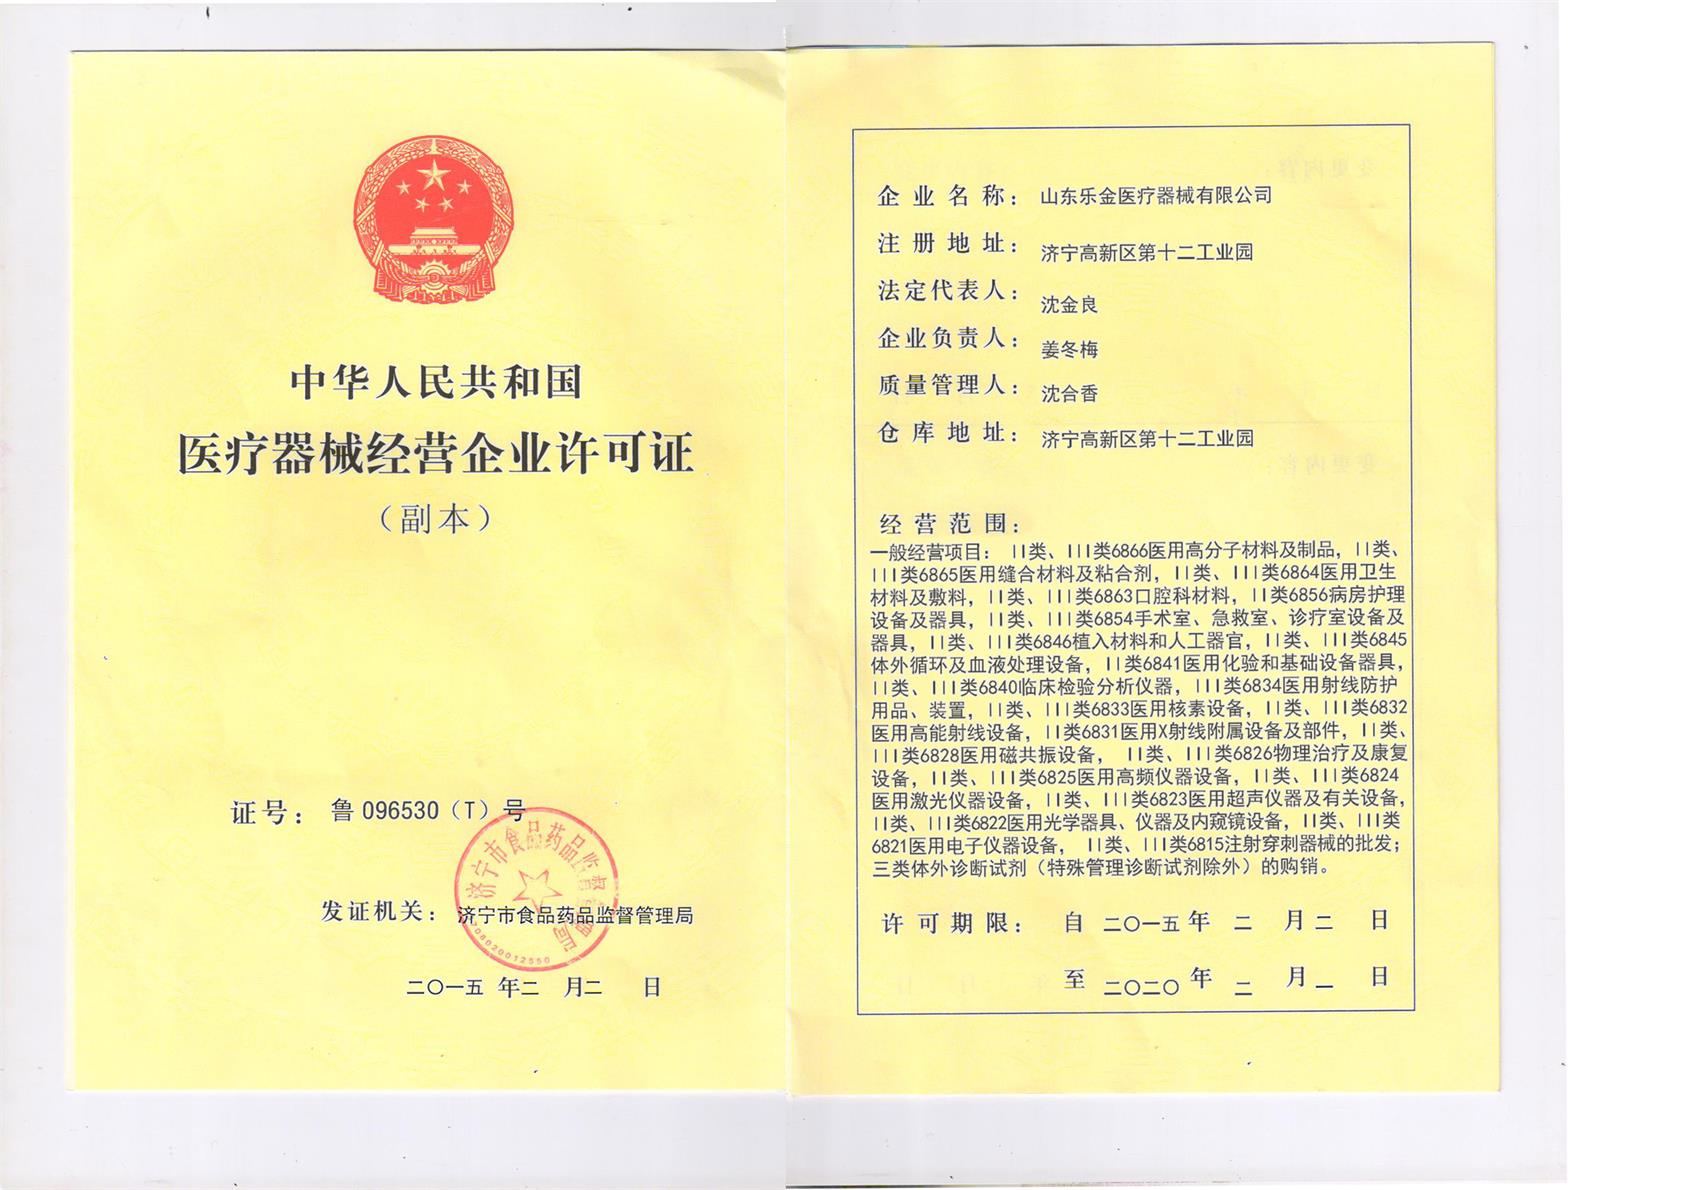 中华人民共和国
医疗器械经营企业许可证
（副本）
证号：鲁 096530（T）号
济宁市食品药品监督管理局
发证机关：济宁市食品药品监督管理局
二〇一五 年二 月二 日
企业名称：山东乐金医疗器械有限公司
注册地址：济宁高新区第十二工业园
法定代表人：沈金良
企业负责人：姜冬梅
质量管理人：沈合香
仓库地址：济宁高新区第十二工业园
经营范围：
一般经营项目： II类、III类6866医用高分子材料及制品，II类、
III类6865医用缝合材料及粘合剂，II类、III类6864医用卫生
材料及敷料，II类、III类6863口腔科材料，II类6856病房护理
设备及器具，II类、III类6854手术室、急救室、诊疗室设备及
器具，II类、III类6846植入材料和人工器官，II类、III类6845
体外循环及血液处理设备，II类6841医用化验和基础设备器具，
II类、III类6840临床检验分析仪器，III类6834医用射线防护
用品、装置，II类、III类6833医用核素设备，II类、III类6832
医用高能射线设备，II类6831医用X射线附属设备及部件，II类、
III类6828医用磁共振设备， II类、III类6826物理治疗及康复
设备，II类、III类6825医用高频仪器设备，II类、III类6824
医用激光仪器设备，II类、III类6823医用超声仪器及有关设备，
II类、III类6822医用光学器具、仪器及内窥镜设备，II类、III类
6821医用电子仪器设备， II类、III类6815注射穿刺器械的批发；
三类体外诊断试剂（特殊管理诊断试剂除外）的购销。
许可期限： 自 二〇一五 年 二 月 二 日
至 二〇二〇 年 二 月 一 日